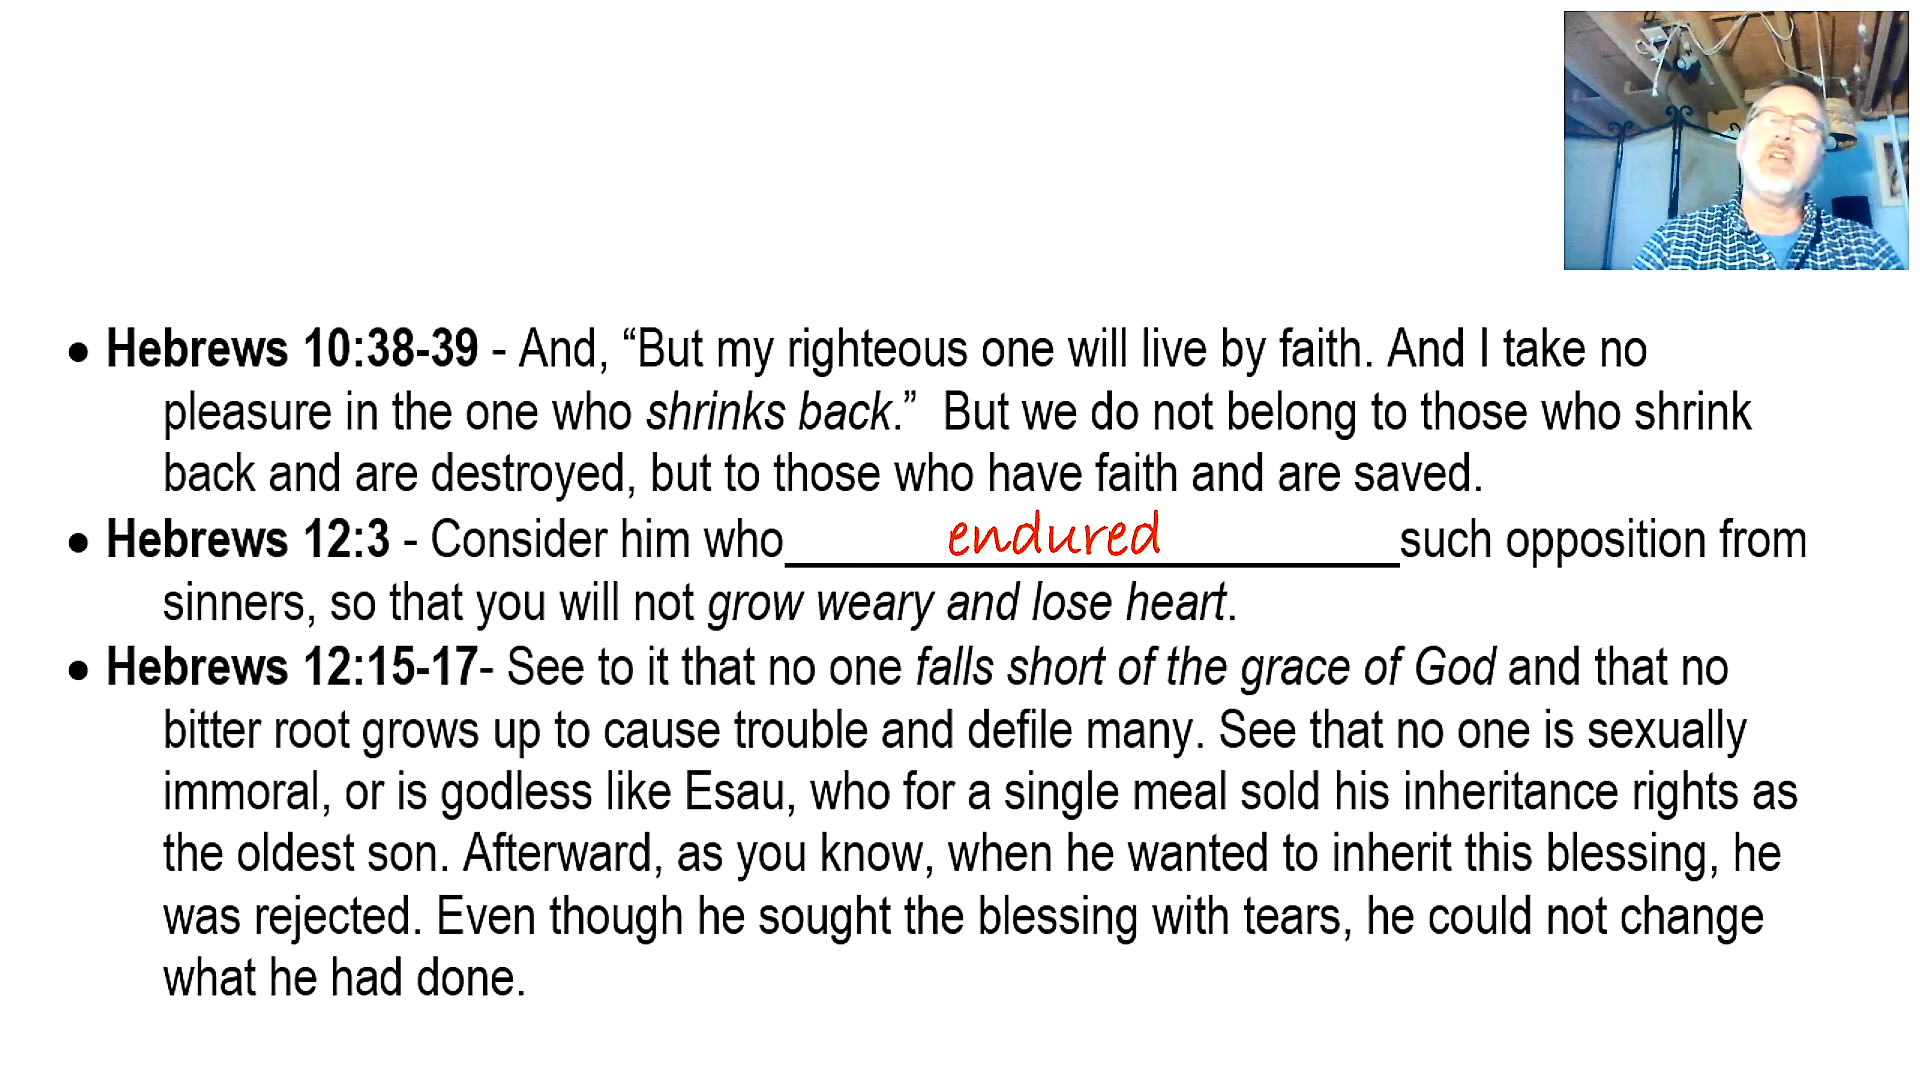 ● Hebrews 10:38-39 - And, “But my righteous one will live by faith. And I take no
pleasure in the one who shrinks back.” But we do not belong to those who shrink
back and are destroyed, but to those who have faith and are saved.
● Hebrews 12:3 - Consider him who endured such opposition from
sinners, so that you will not grow weary and lose heart.
● Hebrews 12:15-17- See to it that no one falls short of the grace of God and that no
bitter root grows up to cause trouble and defile many. See that no one is sexually
immoral, or is godless like Esau, who for a single meal sold his inheritance rights as
the oldest son. Afterward, as you know, when he wanted to inherit this blessing, he
was rejected. Even though he sought the blessing with tears, he could not change
what he had done.